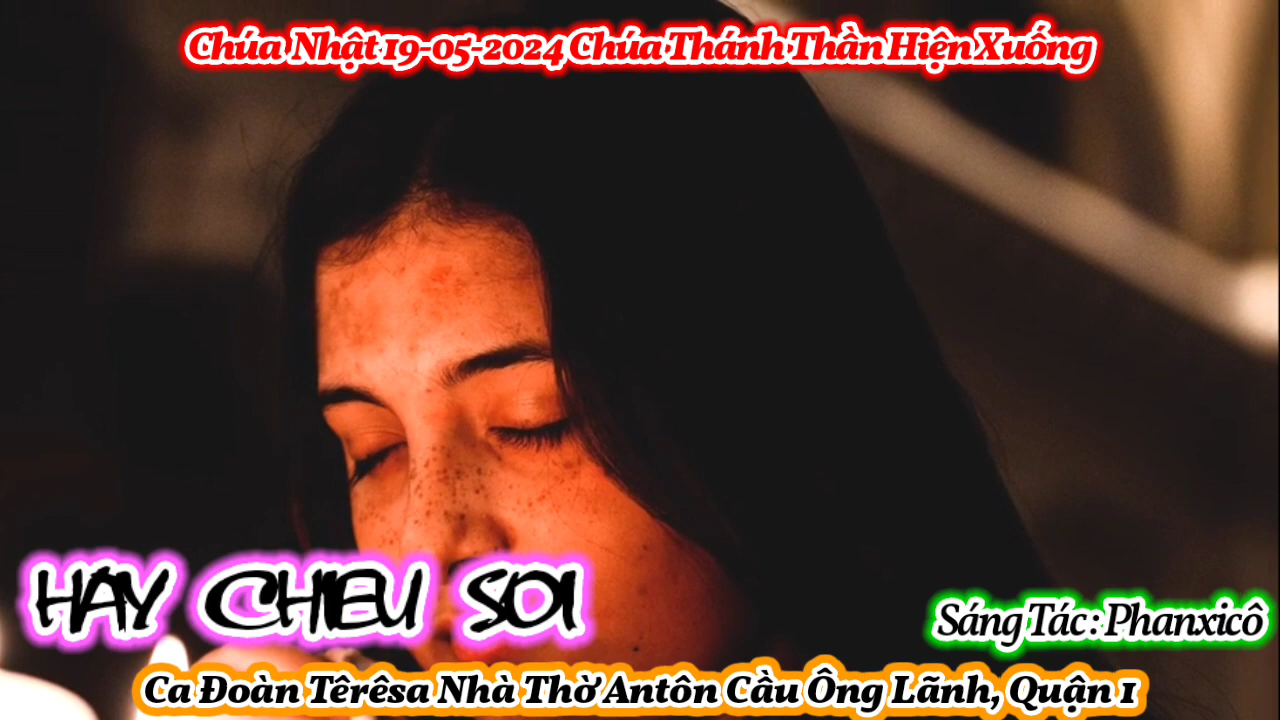 Chúa Nhật 19-05-2024 Chúa Thánh Thần Hiện Xuống
HAY CHIEU SOI
Sáng Tác: Phanxicô
Ca Đoàn Têrêsa Nhà Thờ Antôn Cầu Ông Lãnh, Quận 1